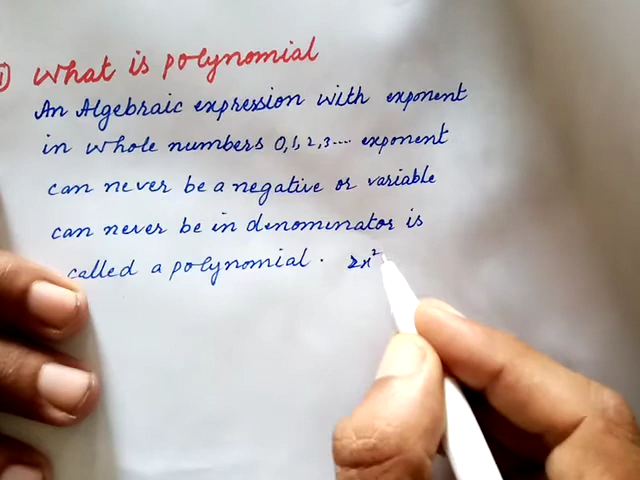 1) What is polynomial
An Algebraic expression with exponent
in whole numbers 0,1,2,3.... exponent
can never be a negative or variable
can never be in denominator is
called a polynomial. 2x²